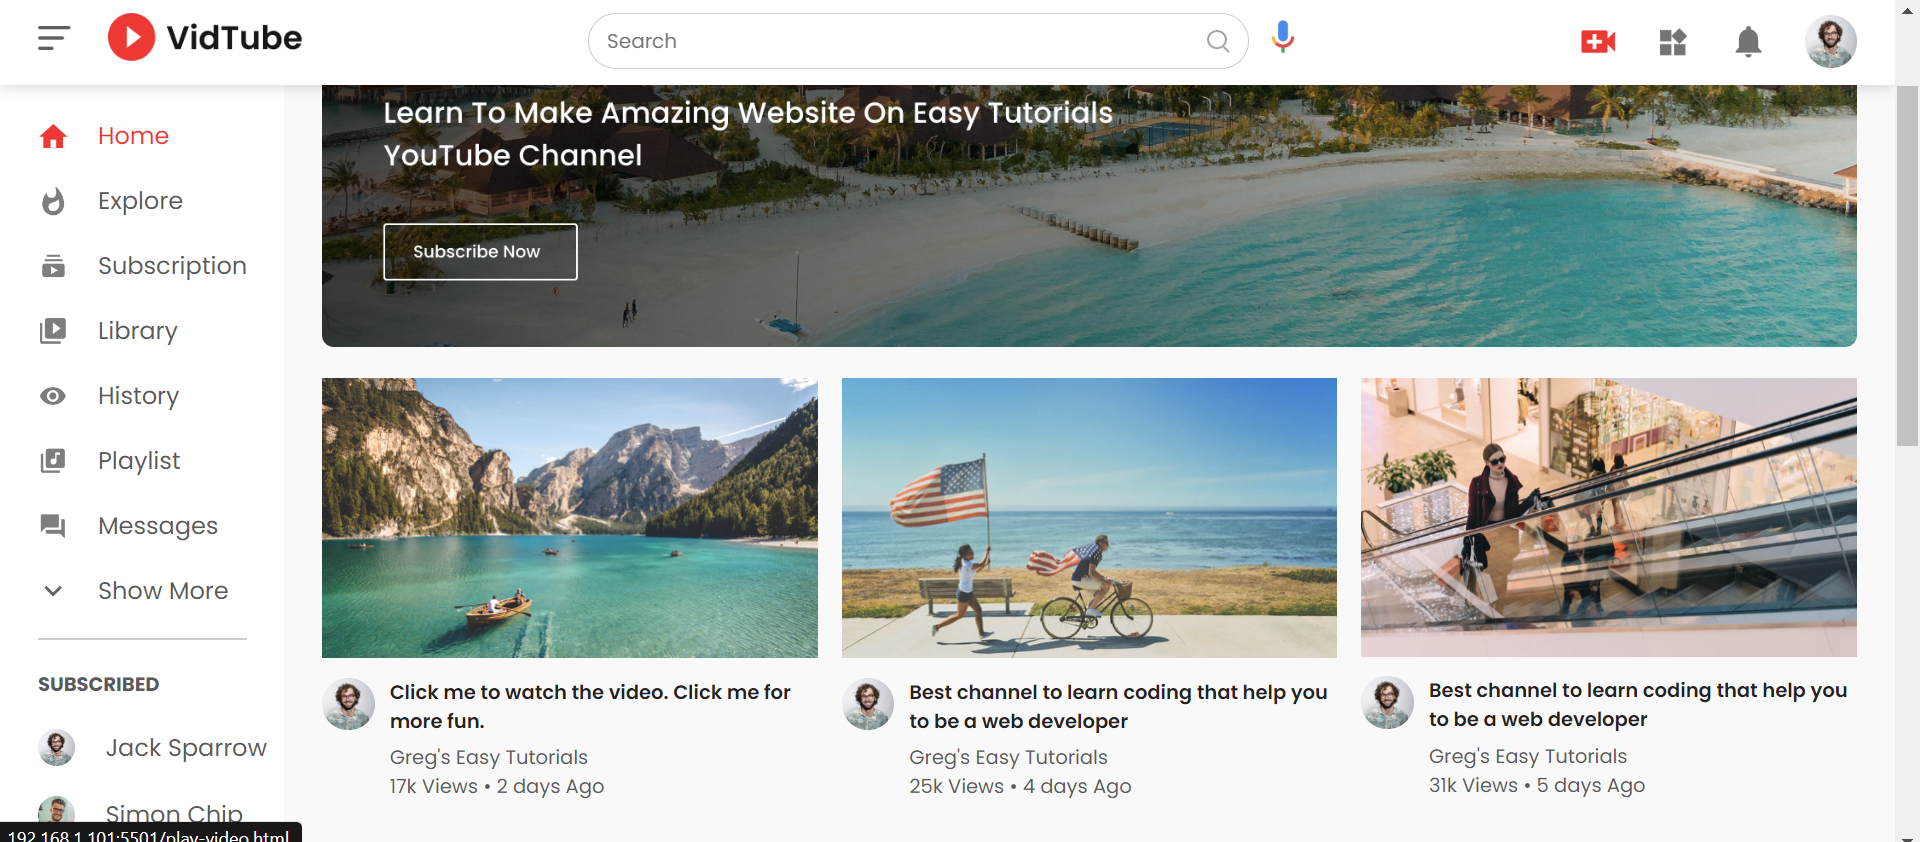 VidTube
Search
Home
Explore
Subscription
Library
History
Playlist
Messages
Show More
SUBSCRIBED
Jack Sparrow
Simon Chip
192.168.1.101:5501/play-video.html
Learn To Make Amazing Website On Easy Tutorials
YouTube Channel
Subscribe Now
Click me to watch the video. Click me for
more fun.
Greg's Easy Tutorials
17k Views • 2 days Ago
Best channel to learn coding that help you
to be a web developer
Greg's Easy Tutorials
25k Views • 4 days Ago
Best channel to learn coding that help you
to be a web developer
Greg's Easy Tutorials
31k Views • 5 days Ago